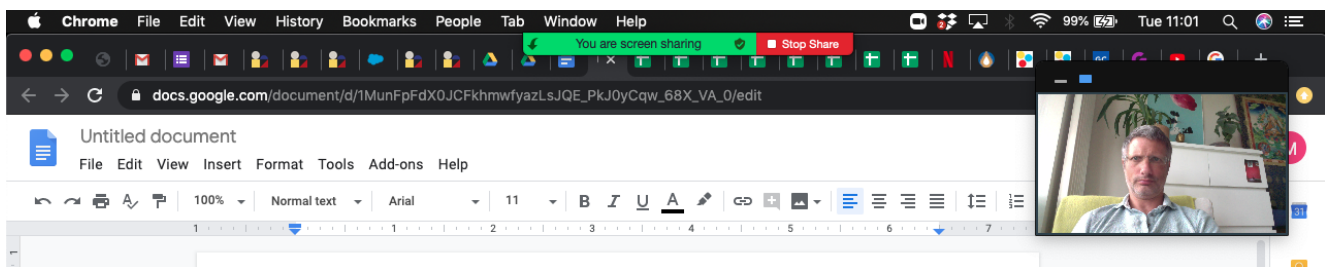 Chrome File Edit View History Bookmarks People Tab Window Help 2 99% Tue 11:01
You are screen sharing Stop Share
docs.google.com/document/d/1MunFpFdX0JCFkhmwfyazLsJQE_PkJ0yCqw_68X_VA_0/edit
Untitled document
File Edit View Insert Format Tools Add-ons Help
100% Normal text Arial 11 B I U A
31
1 1 2 3 4 5 6 7